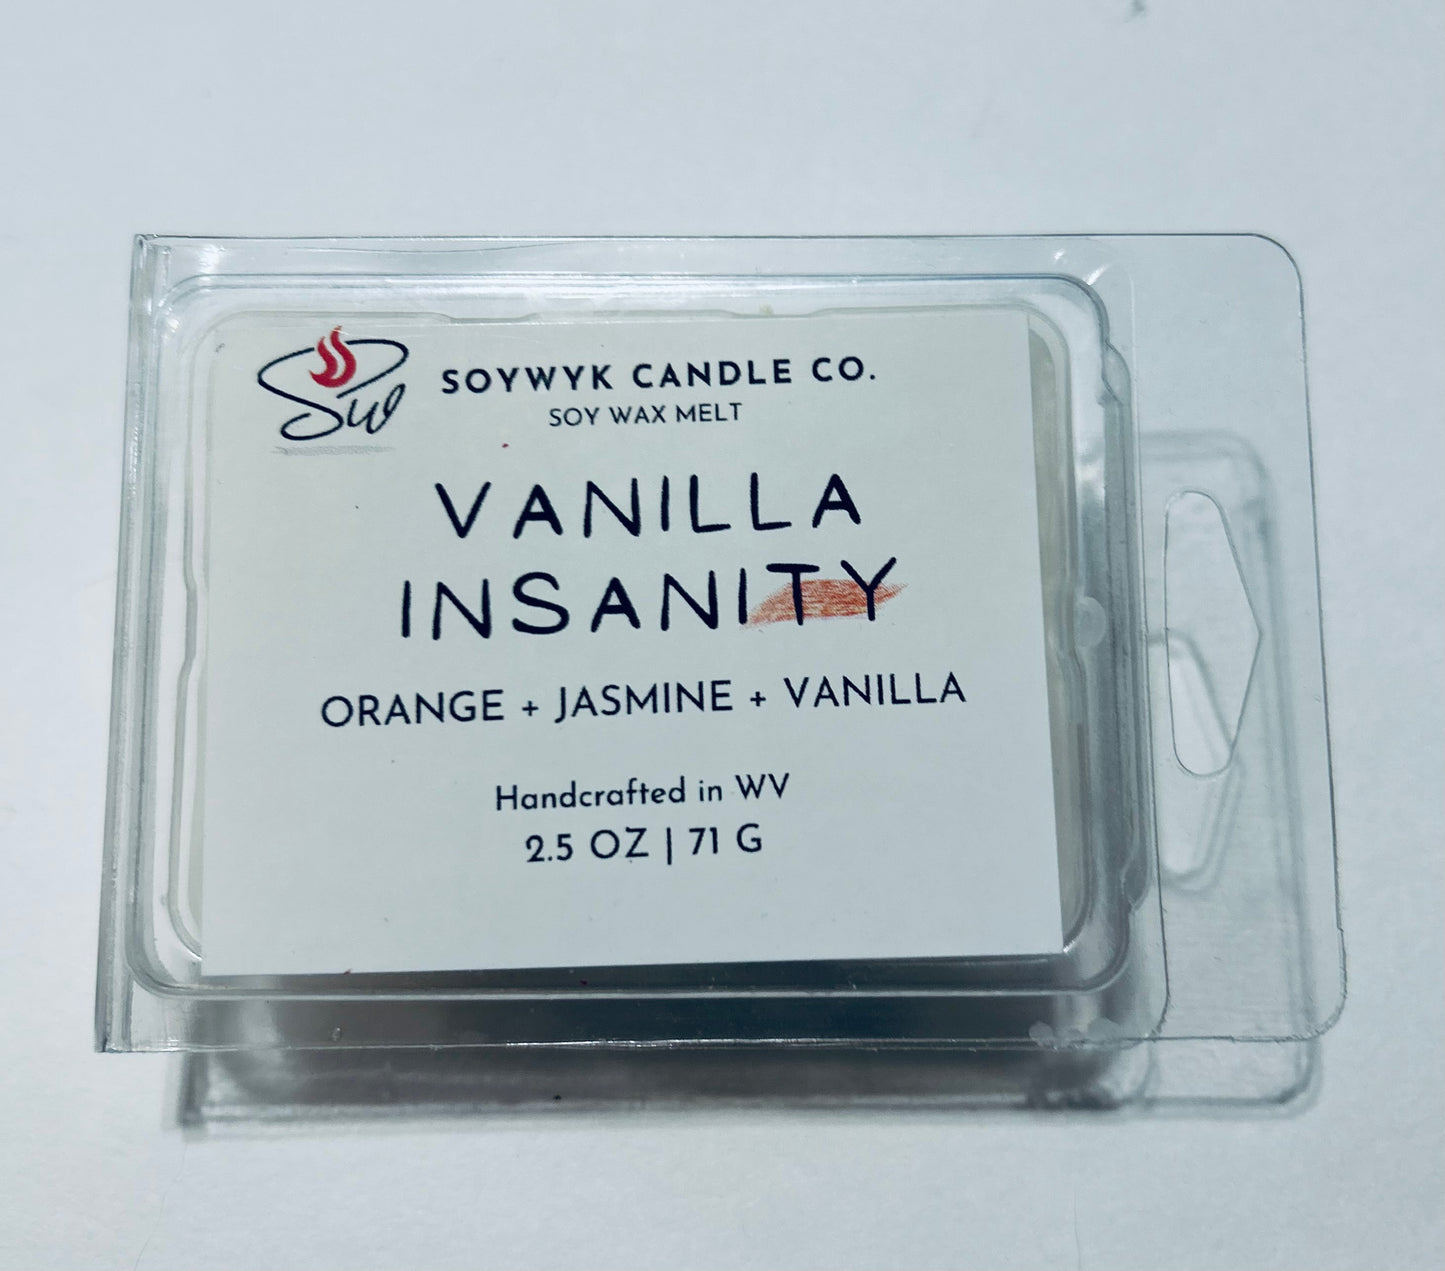 Sw
SOYWYK CANDLE CO.
SOY WAX MELT
VANILLA
INSANITY
ORANGE + JASMINE + VANILLA
Handcrafted in WV
2.5 OZ | 71 G